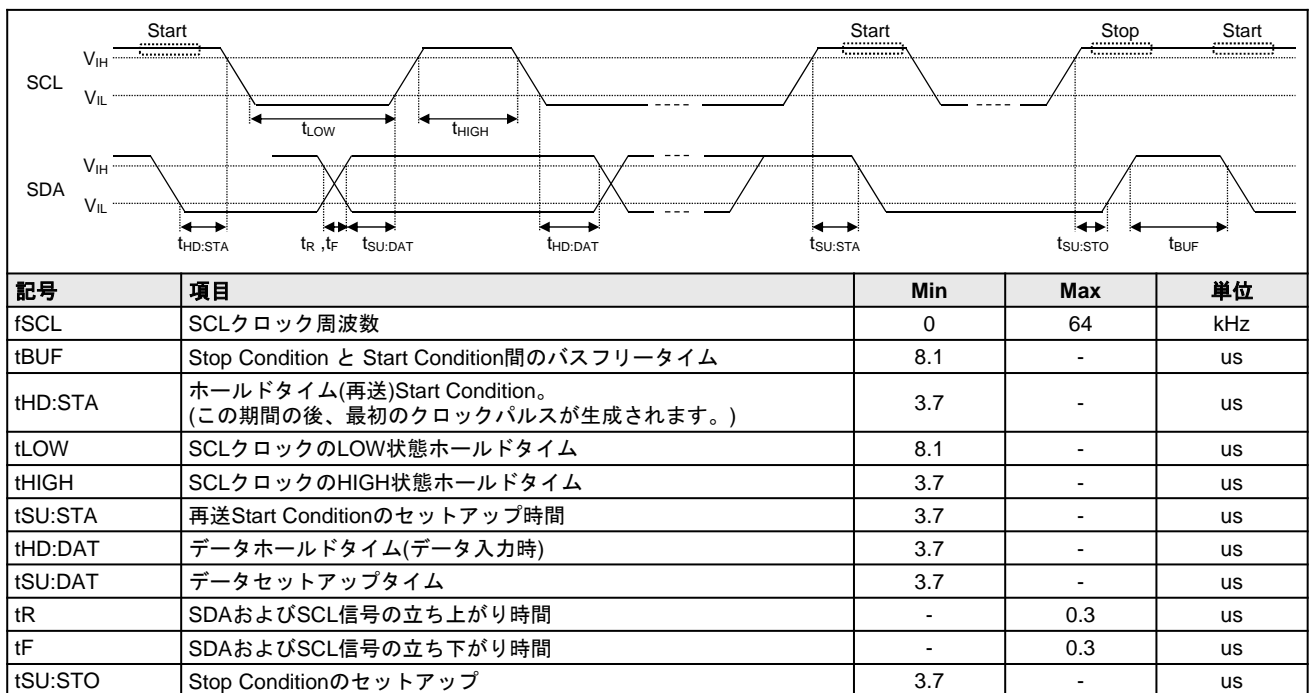 Start Start Stop Start
VIH
SCL
VIL
tLOW tHIGH
VIH
SDA
VIL
tHD:STA tR ,tF tSU:DAT tHD:DAT tSU:STA tSU:STO tBUF
記号 項目 Min Max 単位
fSCL SCLクロック周波数 0 64 kHz
tBUF Stop Condition と Start Condition間のバスフリータイム 8.1 - us
tHD:STA ホールドタイム(再送)Start Condition。
(この期間の後、最初のクロックパルスが生成されます。) 3.7 - us
tLOW SCLクロックのLOW状態ホールドタイム 8.1 - us
tHIGH SCLクロックのHIGH状態ホールドタイム 3.7 - us
tSU:STA 再送Start Conditionのセットアップ時間 3.7 - us
tHD:DAT データホールドタイム(データ入力時) 3.7 - us
tSU:DAT データセットアップタイム 3.7 - us
tR SDAおよびSCL信号の立ち上がり時間 - 0.3 us
tF SDAおよびSCL信号の立ち下がり時間 - 0.3 us
tSU:STO Stop Conditionのセットアップ 3.7 - us